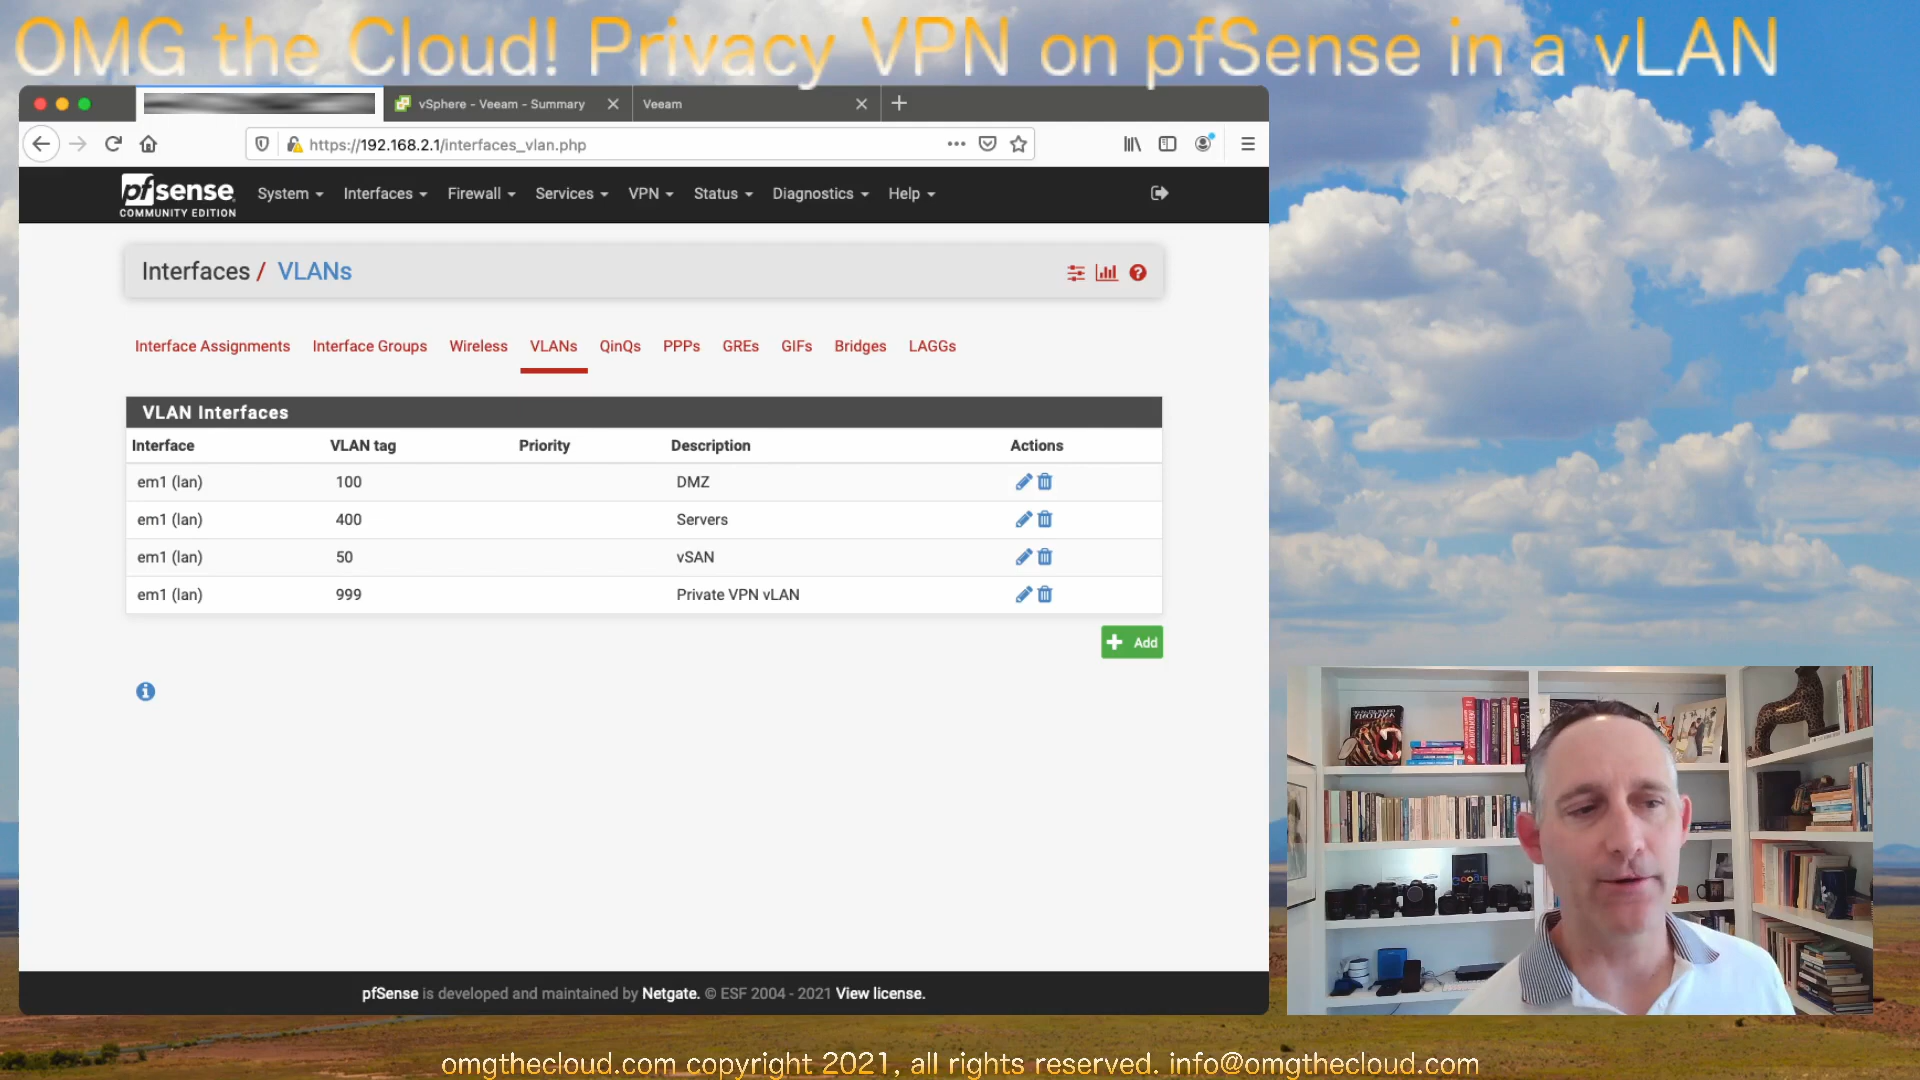 OMG the Cloud! Privacy VPN on pfSense in a vLAN
vSphere - Veeam - Summary
Veeam
https://192.168.2.1/interfaces_vlan.php
pfsense
COMMUNITY EDITION
System Interfaces Firewall Services VPN Status Diagnostics Help
Interfaces / VLANs
Interface Assignments Interface Groups Wireless VLANs QinQs PPPs GREs GIFs Bridges LAGGs
VLAN Interfaces
Interface VLAN tag Priority Description Actions
em1 (lan) 100 DMZ
em1 (lan) 400 Servers
em1 (lan) 50 vSAN
em1 (lan) 999 Private VPN vLAN
Add
pfSense is developed and maintained by Netgate. © ESF 2004 - 2021 View license.
omgthecloud.com copyright 2021, all rights reserved. info@omgthecloud.com